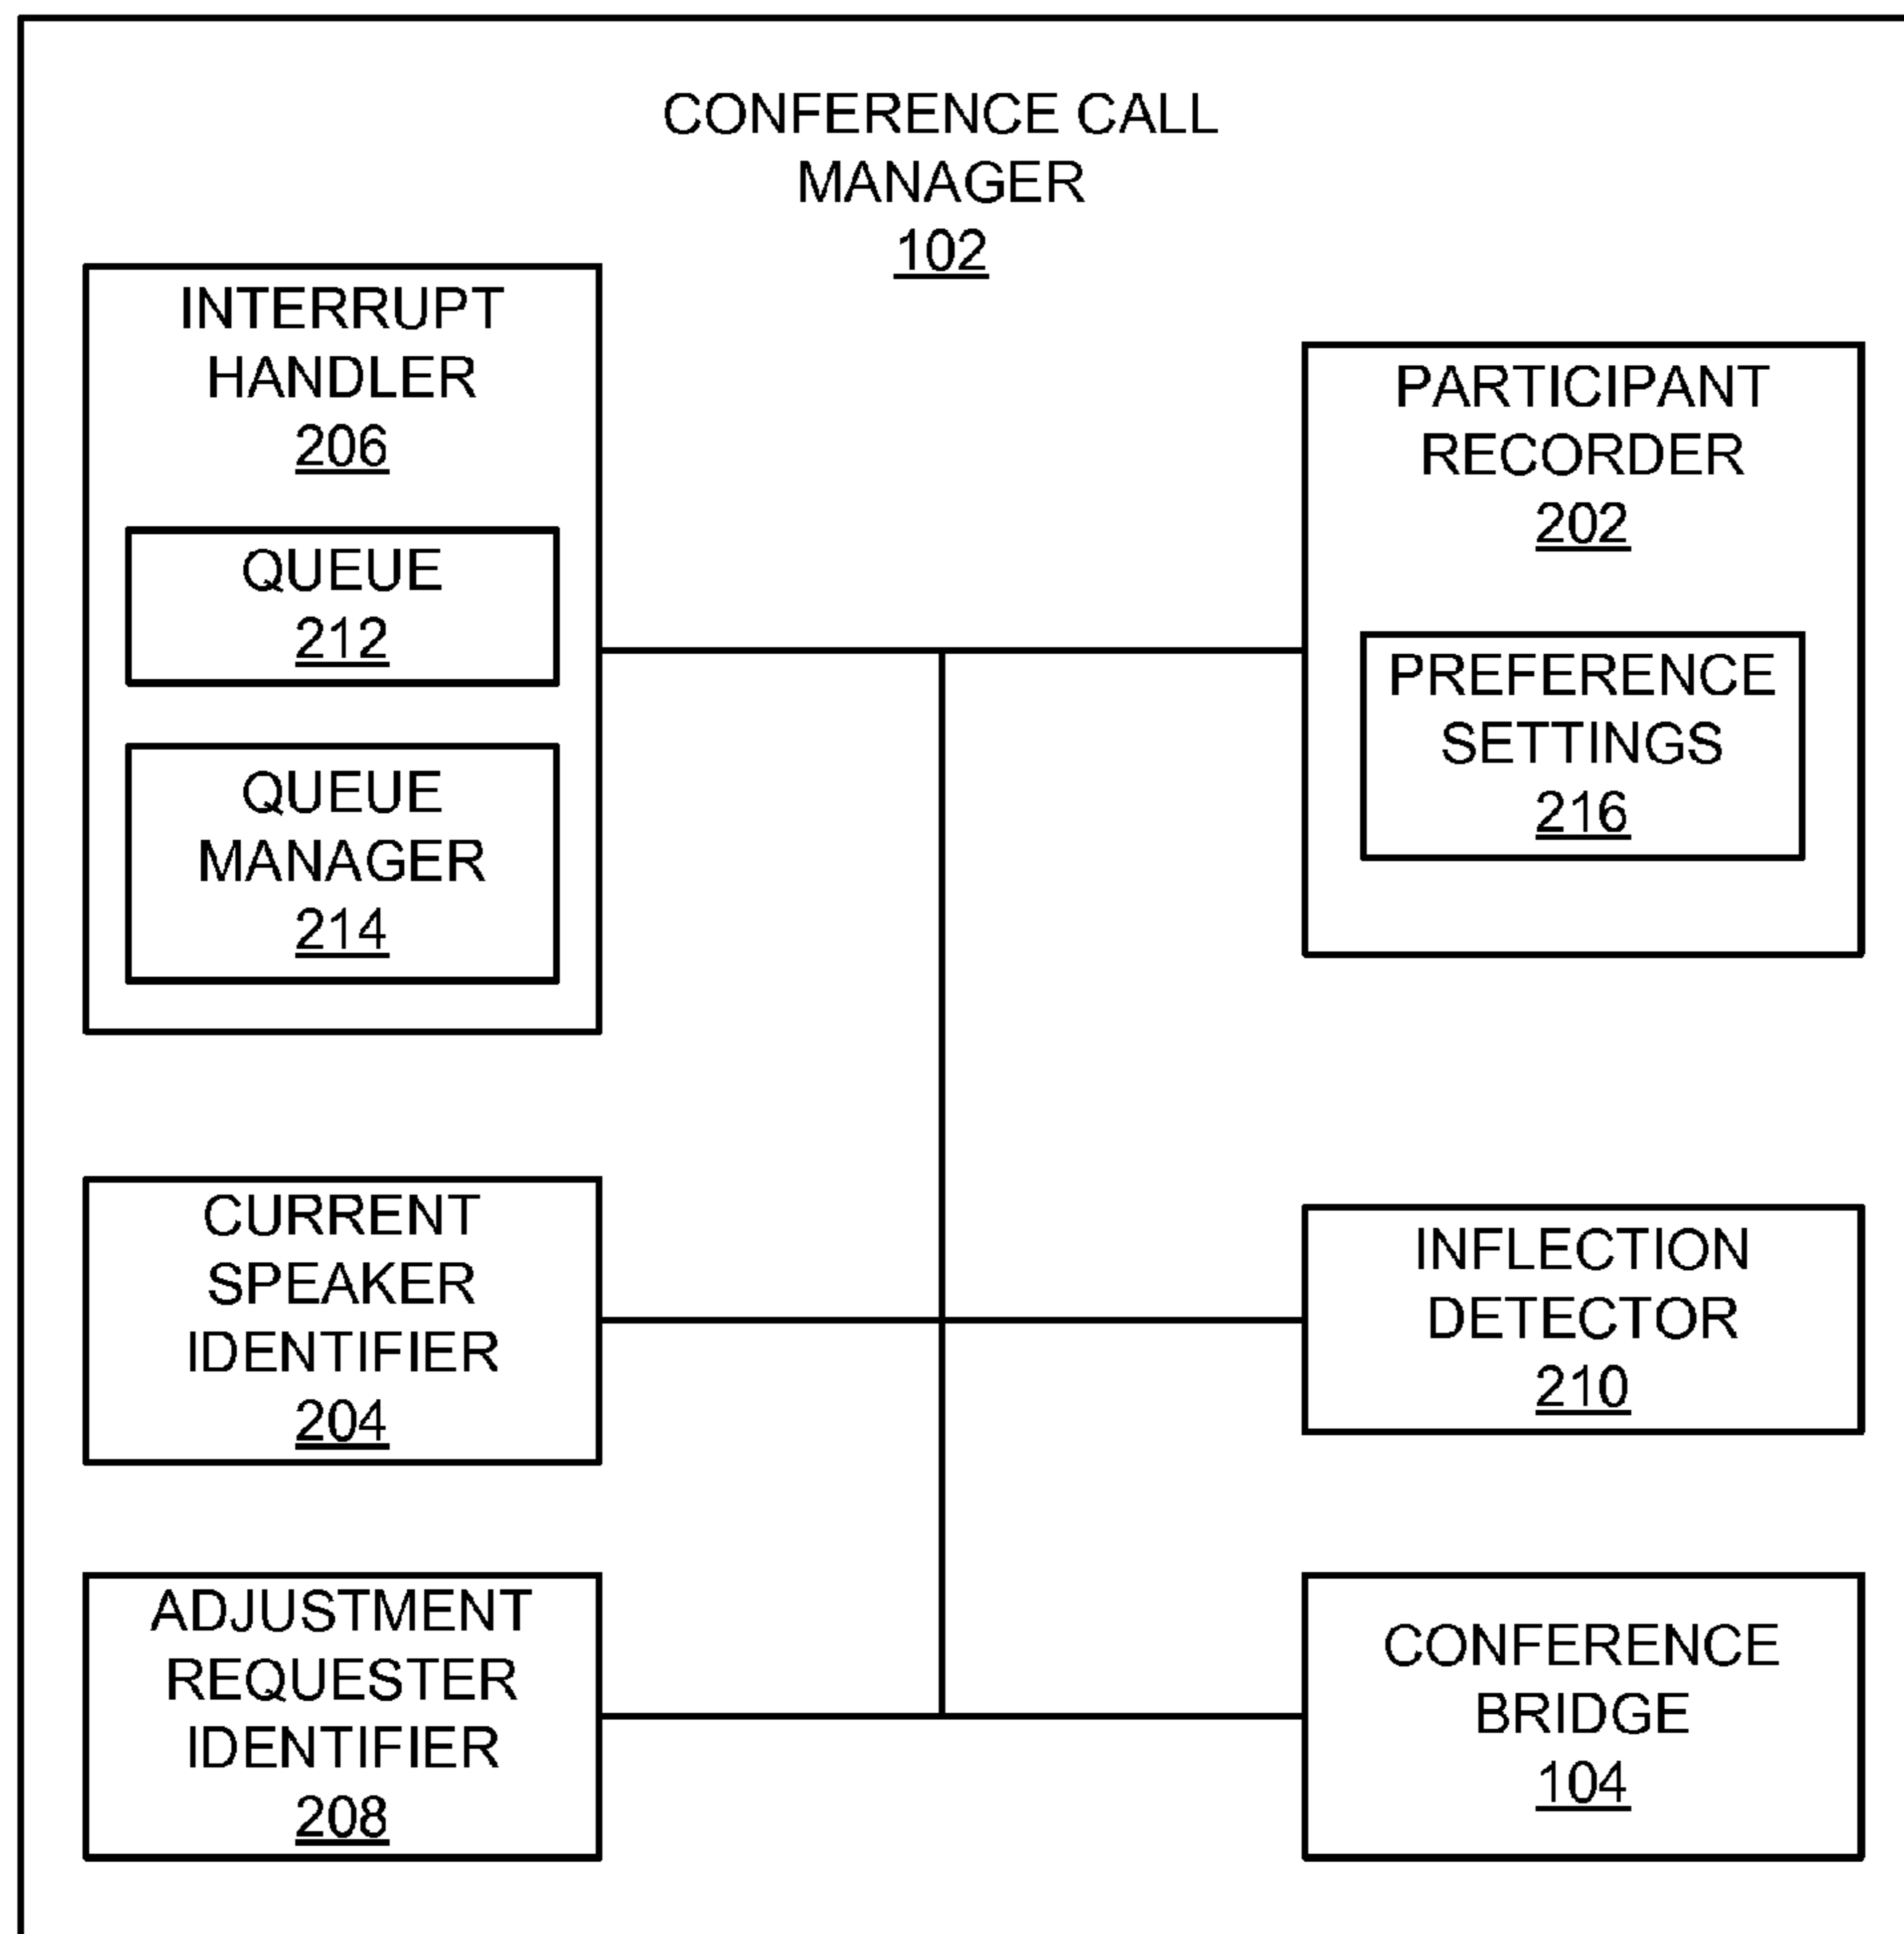 CONFERENCE CALL
MANAGER
102
INTERRUPT
HANDLER
206
QUEUE
212
QUEUE
MANAGER
214
PARTICIPANT
RECORDER
202
PREFERENCE
SETTINGS
216
CURRENT
SPEAKER
IDENTIFIER
204
INFLECTION
DETECTOR
210
ADJUSTMENT
REQUESTER
IDENTIFIER
208
CONFERENCE
BRIDGE
104